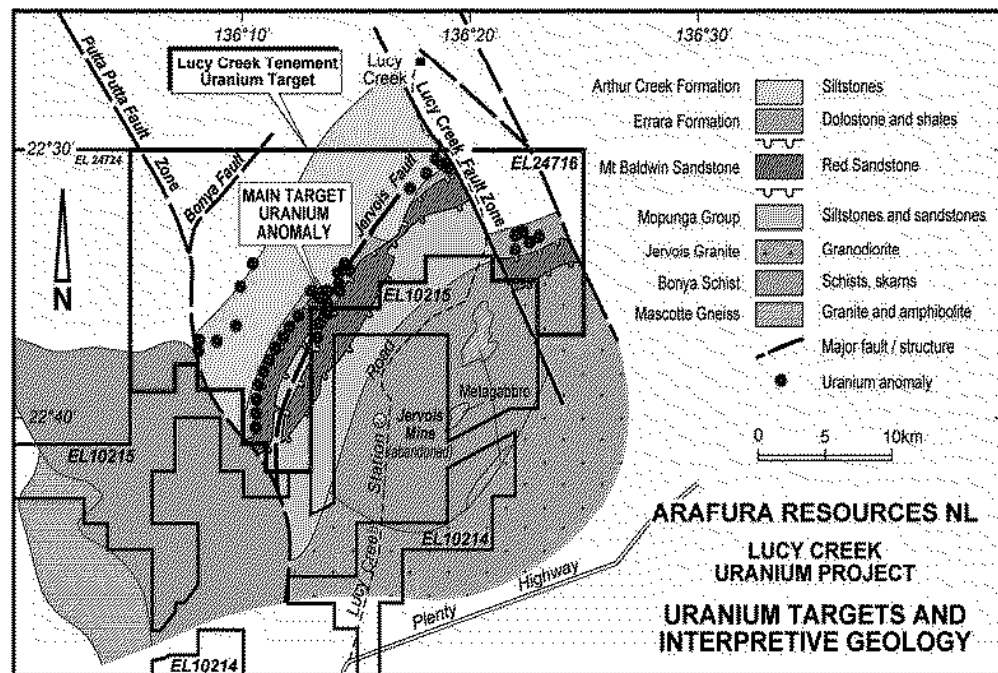 136°10'
136°20'
136°30'
Putta Putta Fault
Zone
Lucy Creek Tenement
Uranium Target
Lucy
Creek
Lucy Creek Fault Zone
22°30'
EL 24724
EL24716
Bonya Fault
MAIN TARGET
URANIUM
ANOMALY
Jervois Fault
EL10215
Road
Metagabbro
Jervois
Mine
(abandoned)
Station
22°40'
EL10215
EL10214
Lucy Creek
Plenty Highway
EL10214
N
Arthur Creek Formation Siltstones
Errara Formation Dolostone and shales
Mt Baldwin Sandstone Red Sandstone
Mopunga Group Siltstones and sandstones
Jervois Granite Granodiorite
Bonya Schist Schists, skarns
Mascotte Gneiss Granite and amphibolite
Major fault / structure
Uranium anomaly
0 5 10km
ARAFURA RESOURCES NL
LUCY CREEK
URANIUM PROJECT
URANIUM TARGETS AND
INTERPRETIVE GEOLOGY